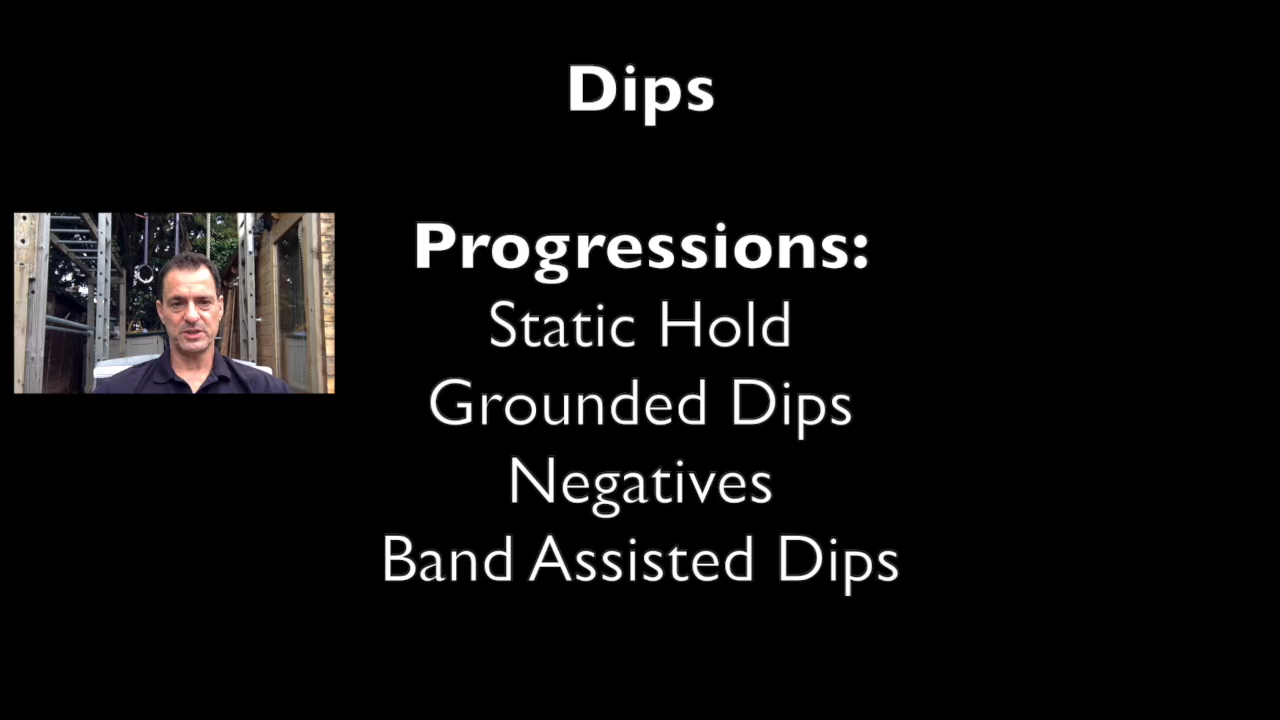 Dips
Progressions:
Static Hold
Grounded Dips
Negatives
Band Assisted Dips